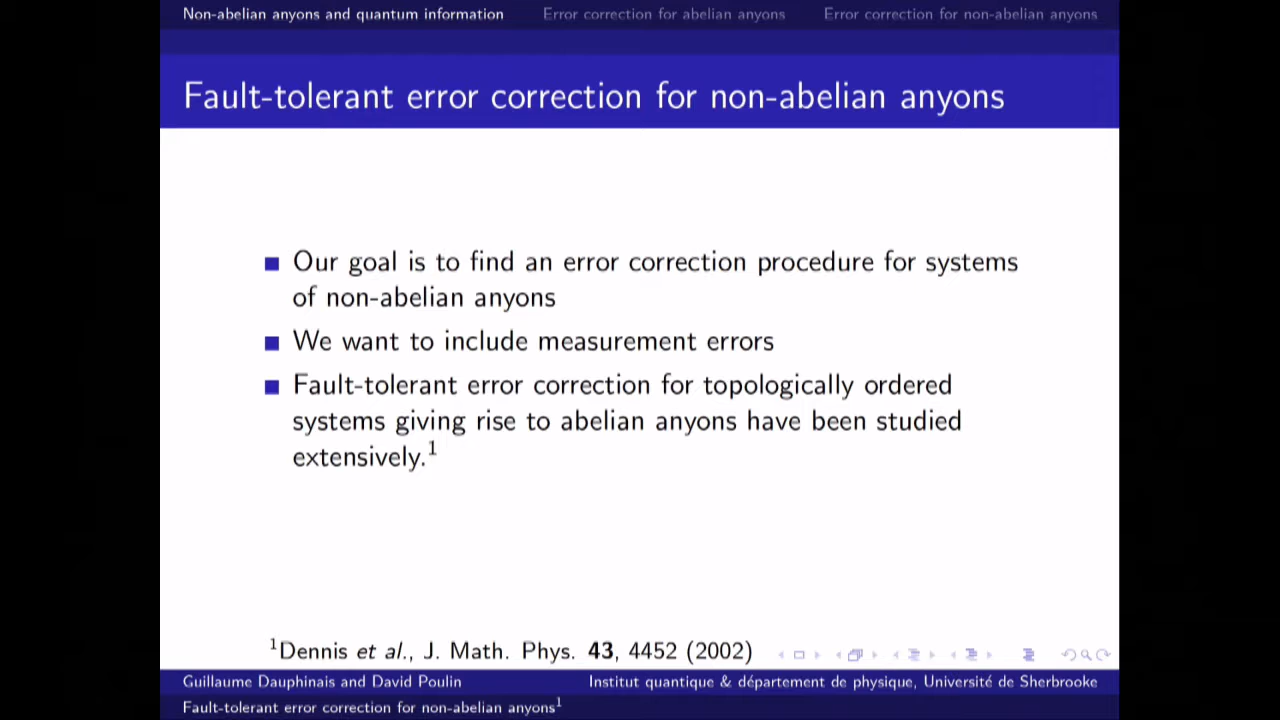 Non-abelian anyons and quantum information Error correction for abelian anyons Error correction for non-abelian anyons
Fault-tolerant error correction for non-abelian anyons
Our goal is to find an error correction procedure for systems
of non-abelian anyons
We want to include measurement errors
Fault-tolerant error correction for topologically ordered
systems giving rise to abelian anyons have been studied
extensively.¹
¹Dennis et al., J. Math. Phys. 43, 4452 (2002)
Guillaume Dauphinais and David Poulin Institut quantique & département de physique, Université de Sherbrooke
Fault-tolerant error correction for non-abelian anyons¹